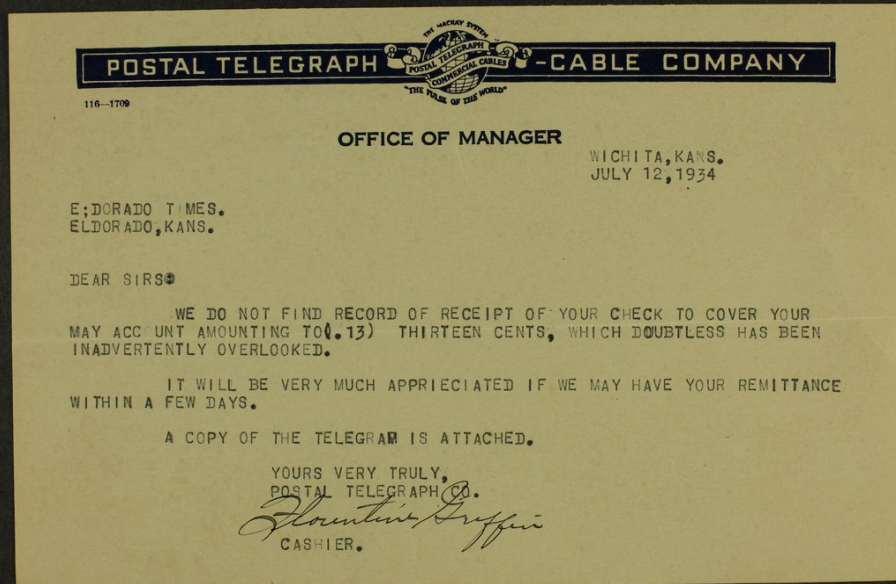 THE MACKAY SYSTEM
POSTAL TELEGRAPH - CABLE COMPANY
POSTAL TELEGRAPH
COMMERCIAL CABLES
"THE PULSE OF THE WORLD"
116—1709
OFFICE OF MANAGER
WICHITA,KANS.
JULY 12,1934
E;DORADO TIMES.
ELDORADO,KANS.
DEAR SIRS:
WE DO NOT FIND RECORD OF RECEIPT OF YOUR CHECK TO COVER YOUR
MAY ACCOUNT AMOUNTING TO(.13) THIRTEEN CENTS, WHICH DOUBTLESS HAS BEEN
INADVERTENTLY OVERLOOKED.
IT WILL BE VERY MUCH APPRIECIATED IF WE MAY HAVE YOUR REMITTANCE
WITHIN A FEW DAYS.
A COPY OF THE TELEGRAM IS ATTACHED.
YOURS VERY TRULY,
POSTAL TELEGRAPH CO.
Florentine Griffin
CASHIER.